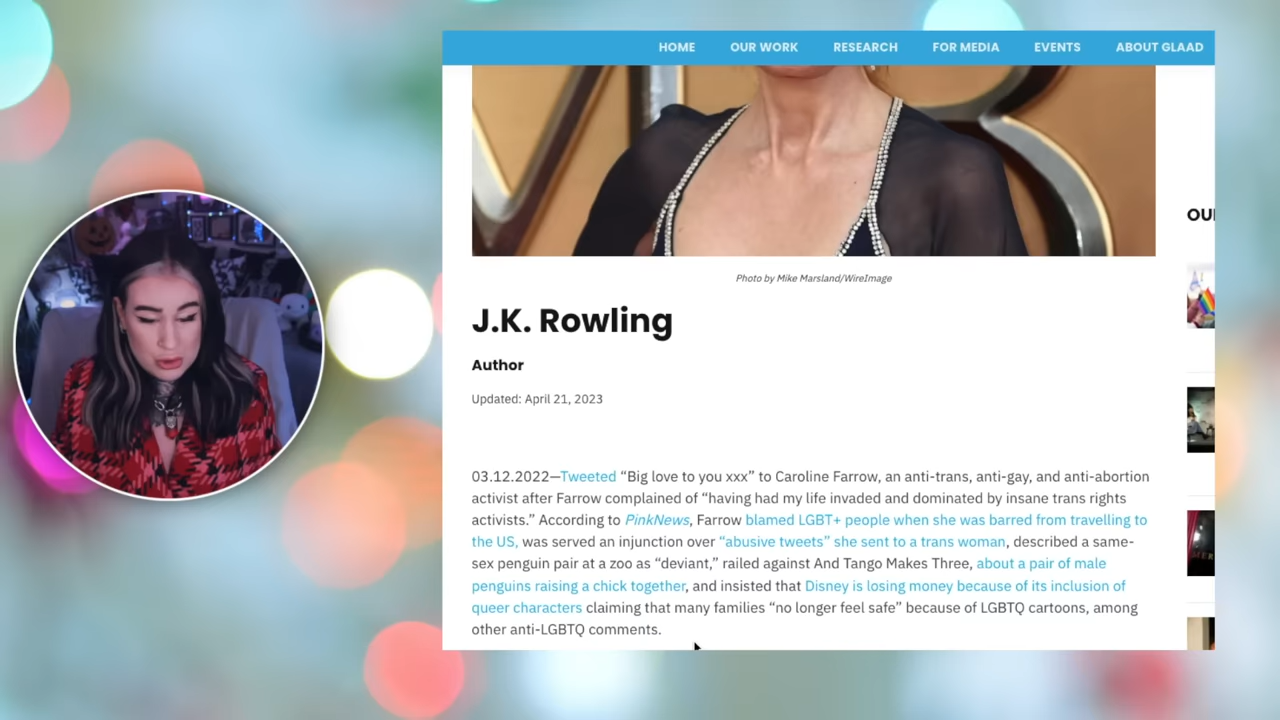 HOME OUR WORK RESEARCH FOR MEDIA EVENTS ABOUT GLAAD
Photo by Mike Marsland/WireImage
J.K. Rowling
Author
Updated: April 21, 2023
03.12.2022—Tweeted “Big love to you xxx” to Caroline Farrow, an anti-trans, anti-gay, and anti-abortion
activist after Farrow complained of “having had my life invaded and dominated by insane trans rights
activists.” According to PinkNews, Farrow blamed LGBT+ people when she was barred from travelling to
the US, was served an injunction over “abusive tweets” she sent to a trans woman, described a same-
sex penguin pair at a zoo as “deviant,” railed against And Tango Makes Three, about a pair of male
penguins raising a chick together, and insisted that Disney is losing money because of its inclusion of
queer characters claiming that many families “no longer feel safe” because of LGBTQ cartoons, among
other anti-LGBTQ comments.